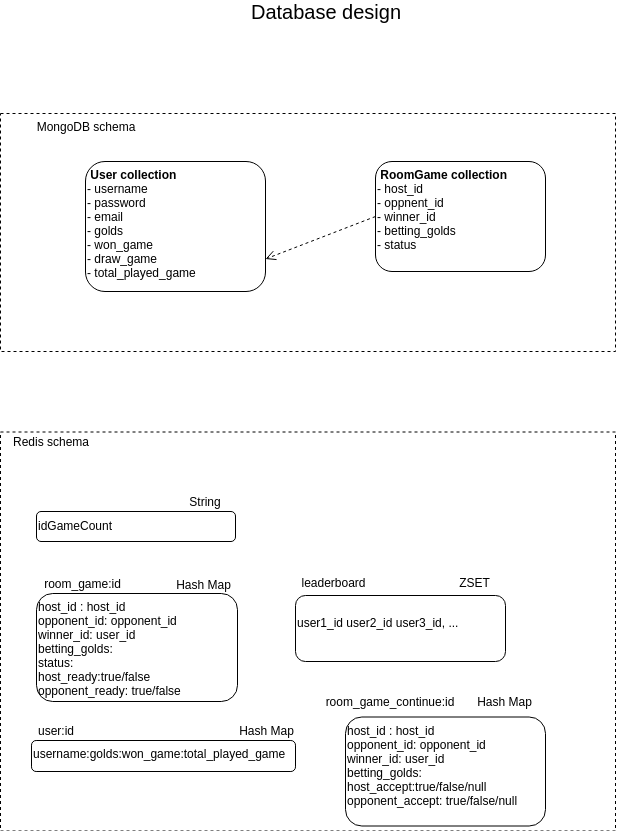 Database design
MongoDB schema
User collection
- username
- password
- email
- golds
- won_game
- draw_game
- total_played_game
RoomGame collection
- host_id
- oppnent_id
- winner_id
- betting_golds
- status
Redis schema
String
idGameCount
room_game:id
Hash Map
host_id : host_id
opponent_id: opponent_id
winner_id: user_id
betting_golds:
status:
host_ready:true/false
opponent_ready: true/false
leaderboard
ZSET
user1_id user2_id user3_id, ...
user:id
Hash Map
username:golds:won_game:total_played_game
room_game_continue:id
Hash Map
host_id : host_id
opponent_id: opponent_id
winner_id: user_id
betting_golds:
host_accept:true/false/null
opponent_accept: true/false/null